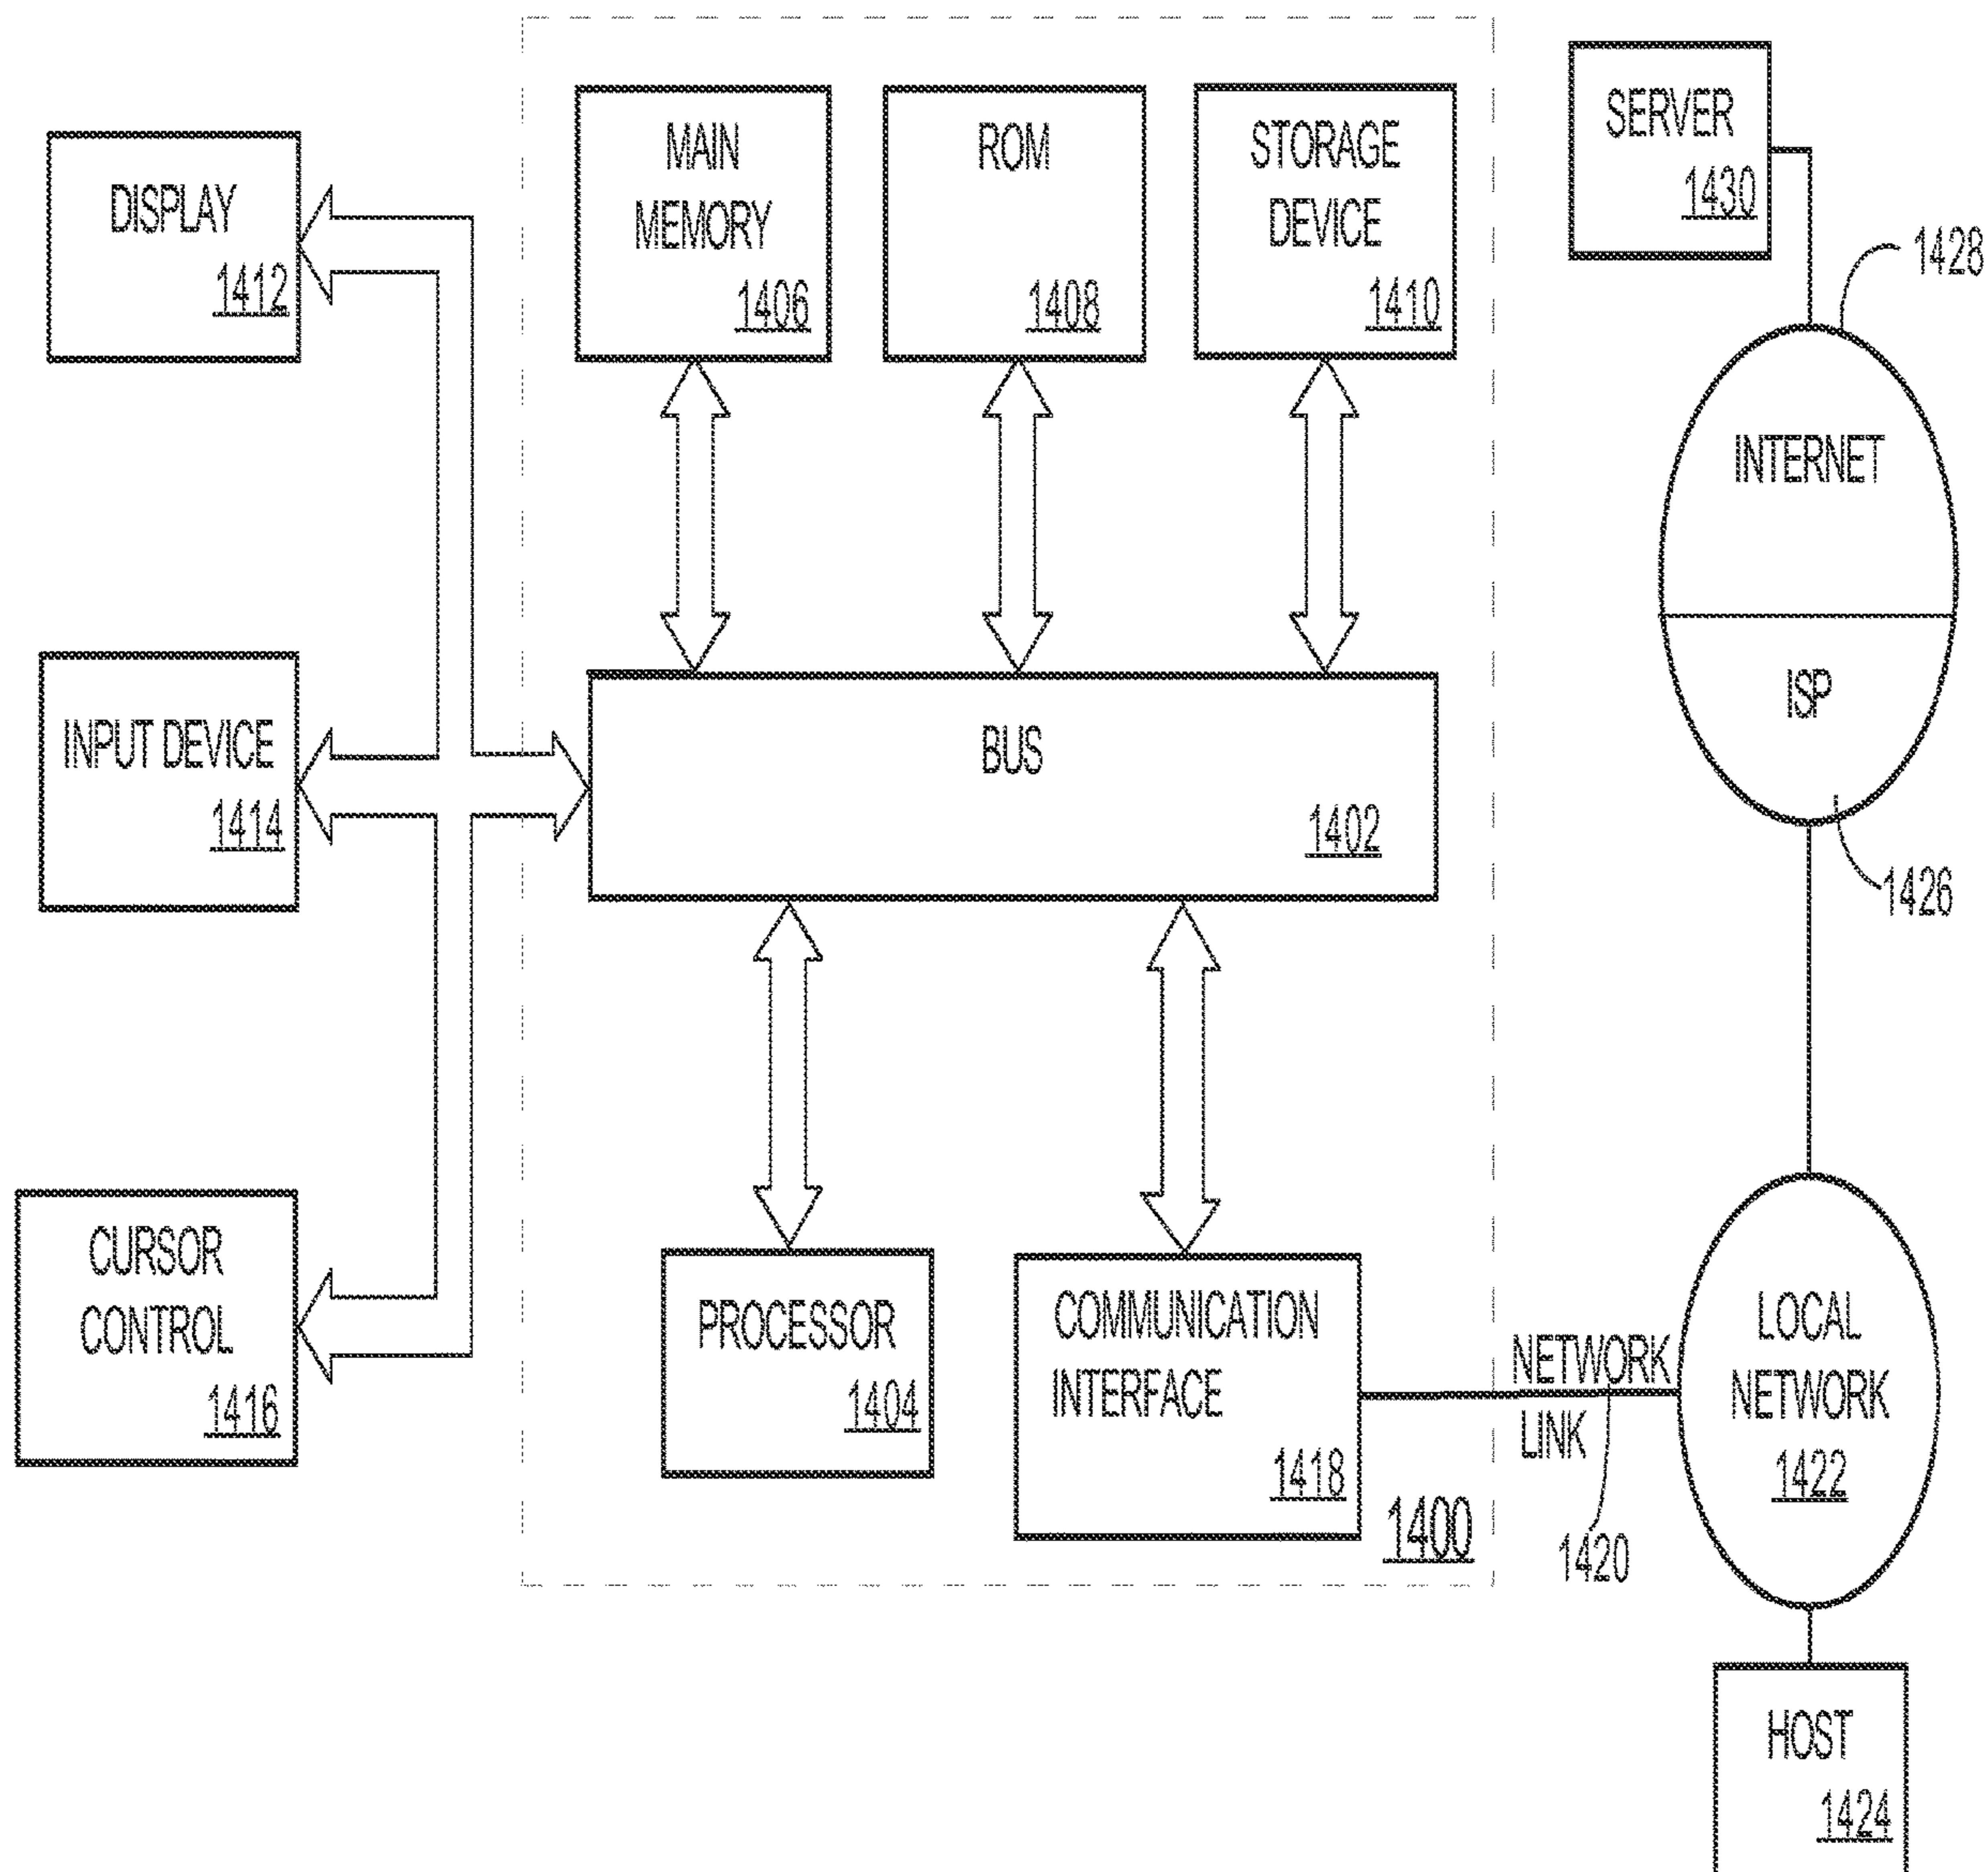 DISPLAY
1412
INPUT DEVICE
1414
CURSOR
CONTROL
1416
MAIN
MEMORY
1406
ROM
1408
STORAGE
DEVICE
1410
BUS
1402
PROCESSOR
1404
COMMUNICATION
INTERFACE
1418
1400
SERVER
1430
1428
INTERNET
ISP
1426
NETWORK
LINK
1420
LOCAL
NETWORK
1422
HOST
1424